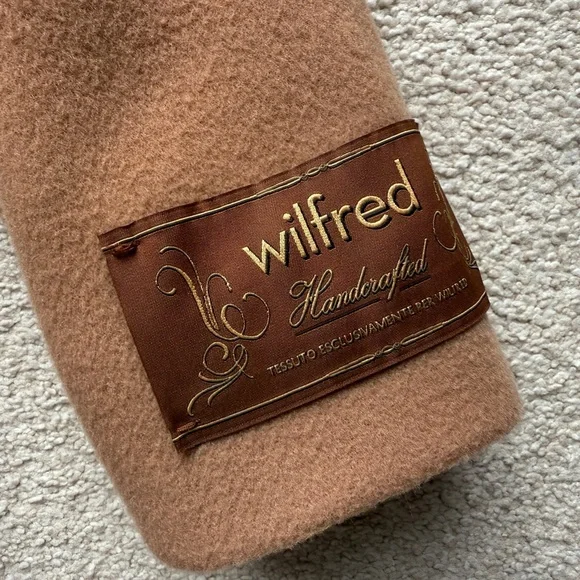 wilfred
Handcrafted
TESSUTO ESCLUSIVAMENTE PER WILFRED